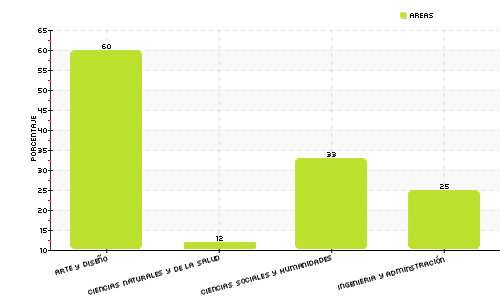 AREAS
65
60
55
50
45
40
35
30
25
20
15
10
PORCENTAJE
60
12
33
25
ARTE Y DISEÑO
CIENCIAS NATURALES Y DE LA SALUD
CIENCIAS SOCIALES Y HUMANIDADES
INGENIERIA Y ADMINSTRACIÓN